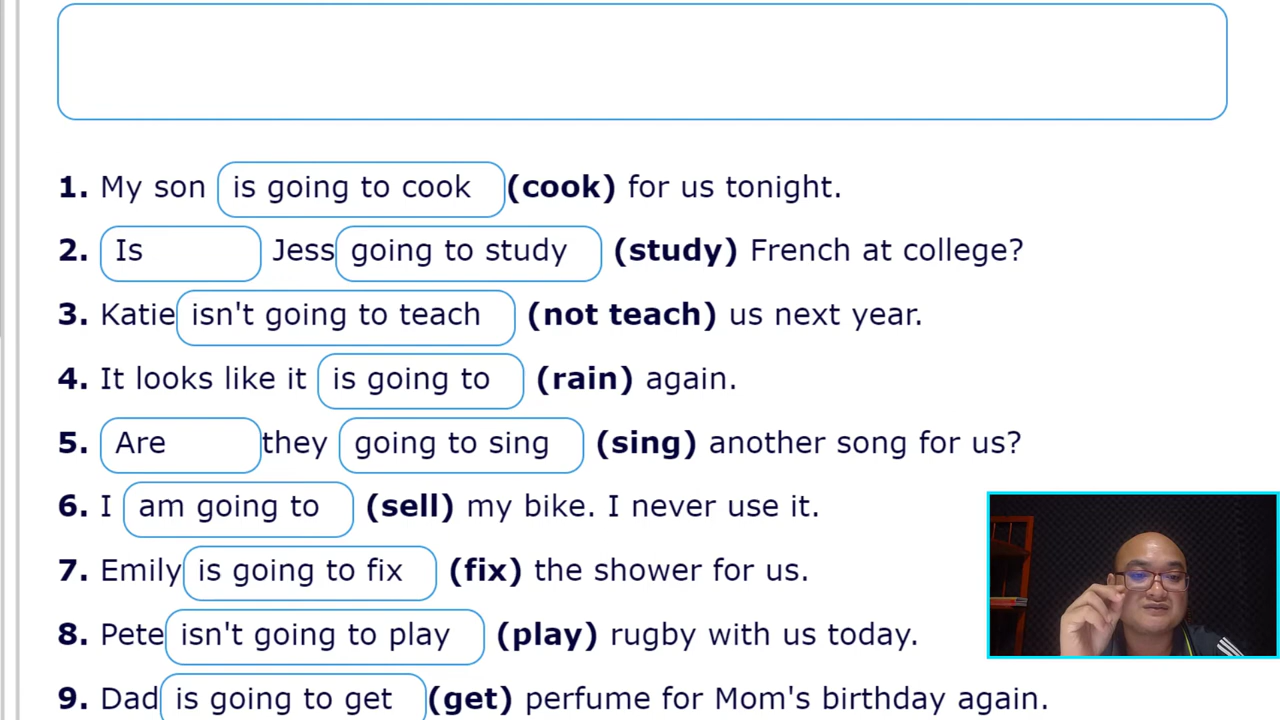 1. My son is going to cook (cook) for us tonight.
2. Is Jess going to study (study) French at college?
3. Katie isn't going to teach (not teach) us next year.
4. It looks like it is going to (rain) again.
5. Are they going to sing (sing) another song for us?
6. I am going to (sell) my bike. I never use it.
7. Emily is going to fix (fix) the shower for us.
8. Pete isn't going to play (play) rugby with us today.
9. Dad is going to get (get) perfume for Mom's birthday again.